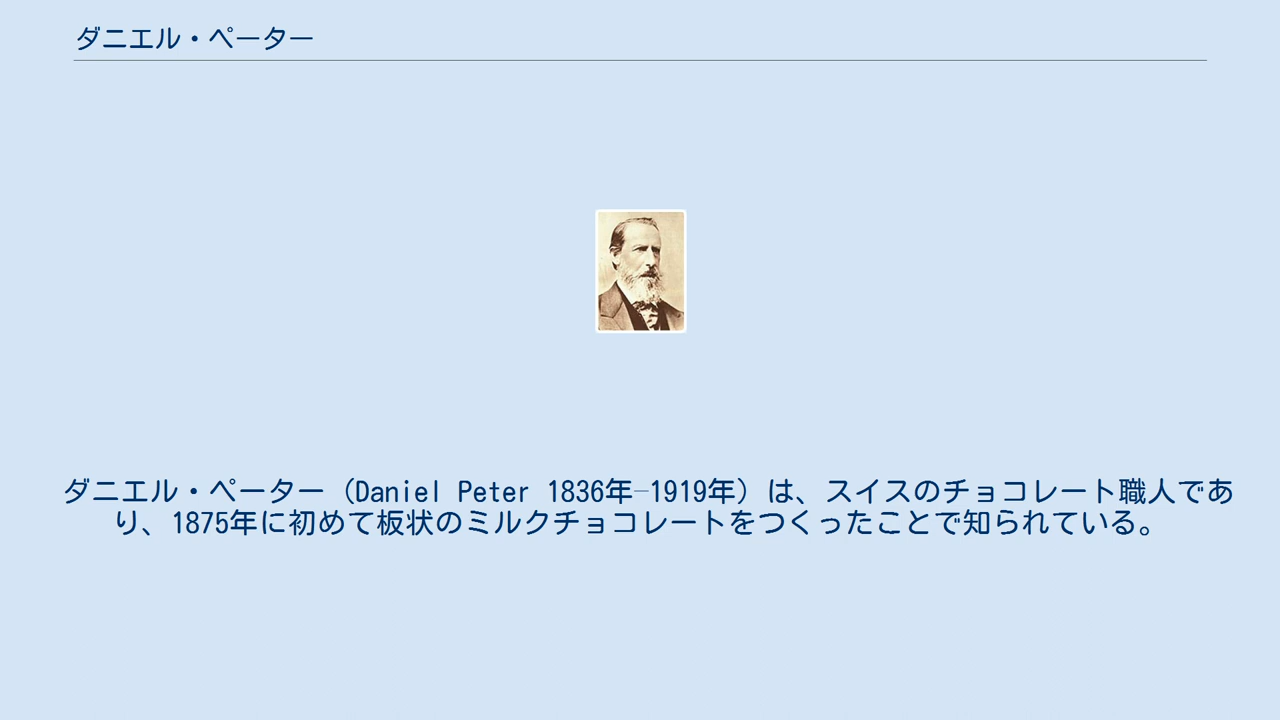 ダニエル・ペーター
ダニエル・ペーター（Daniel Peter 1836年–1919年）は、スイスのチョコレート職人であ
り、1875年に初めて板状のミルクチョコレートをつくったことで知られている。